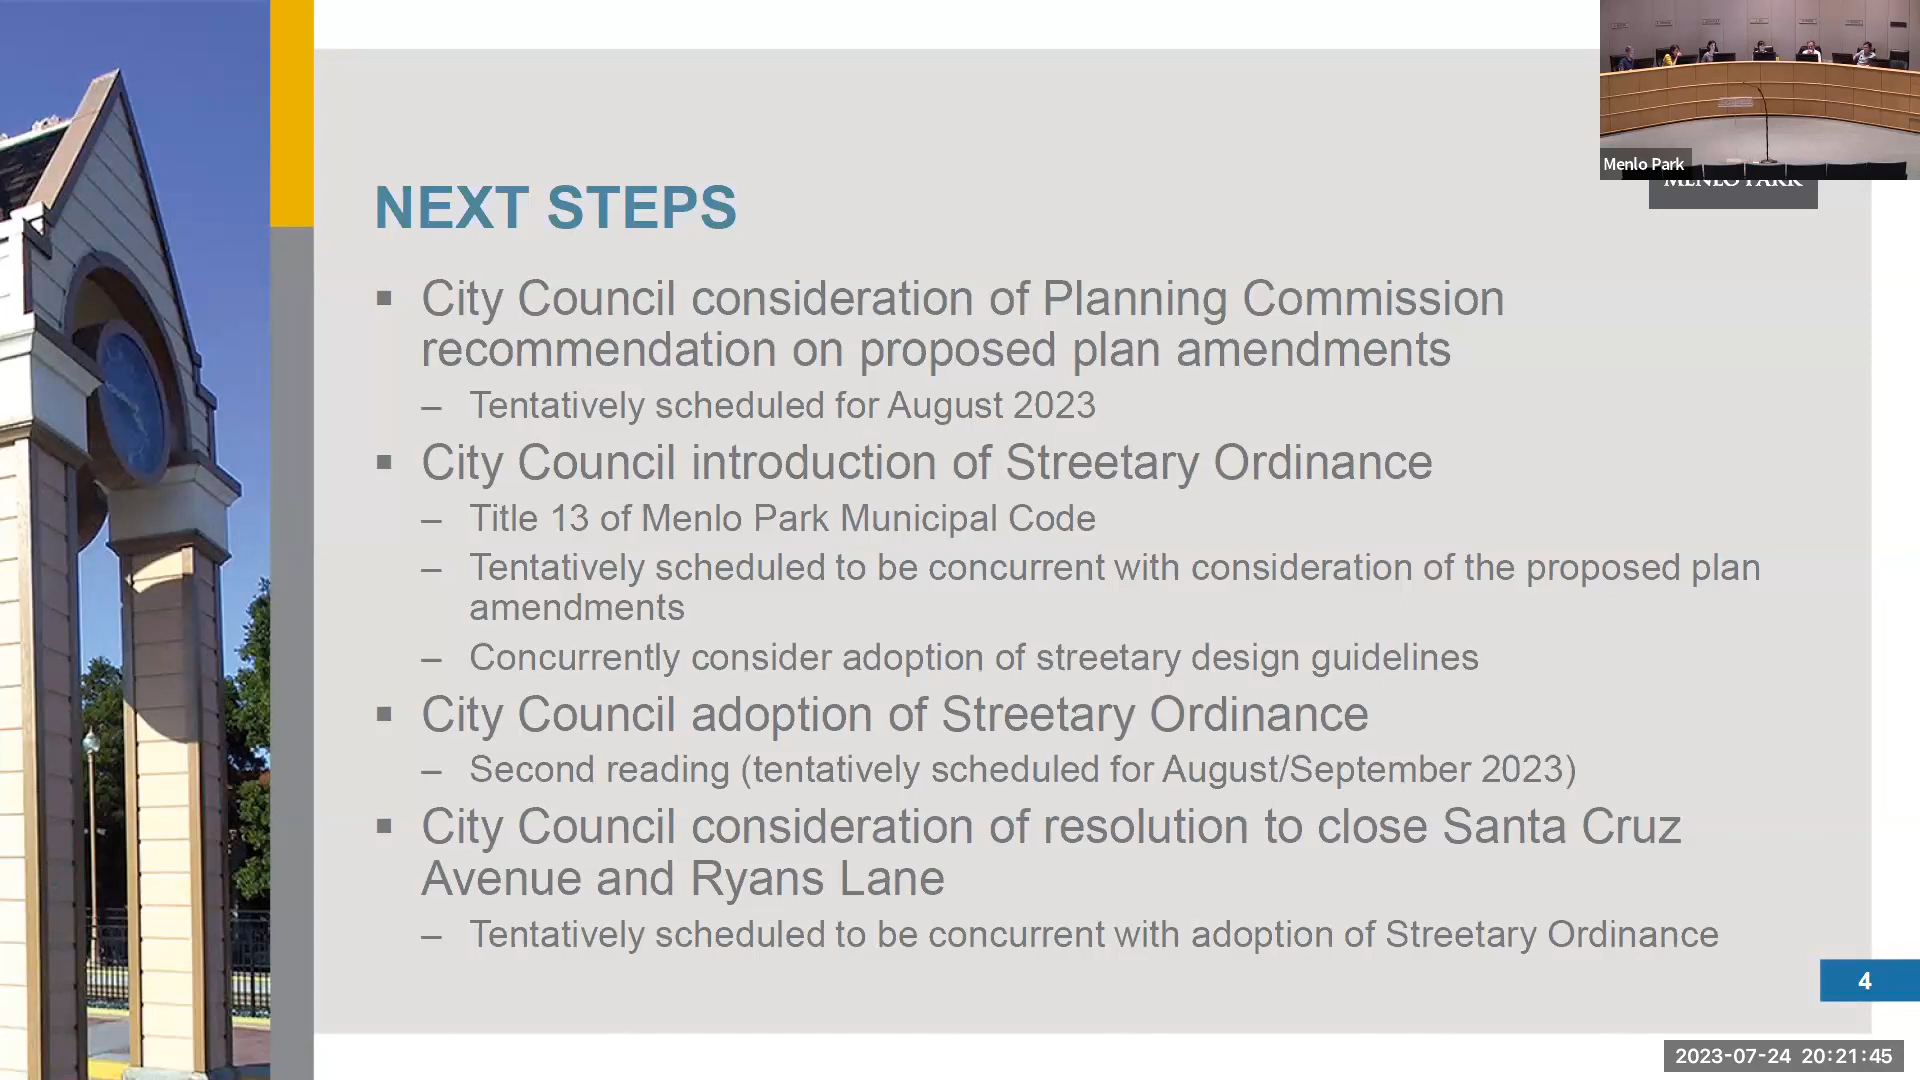 Menlo Park
MENLO PARK
NEXT STEPS
▪ City Council consideration of Planning Commission
recommendation on proposed plan amendments
– Tentatively scheduled for August 2023
▪ City Council introduction of Streetary Ordinance
– Title 13 of Menlo Park Municipal Code
– Tentatively scheduled to be concurrent with consideration of the proposed plan
amendments
– Concurrently consider adoption of streetary design guidelines
▪ City Council adoption of Streetary Ordinance
– Second reading (tentatively scheduled for August/September 2023)
▪ City Council consideration of resolution to close Santa Cruz
Avenue and Ryans Lane
– Tentatively scheduled to be concurrent with adoption of Streetary Ordinance
4
2023-07-24 20:21:45